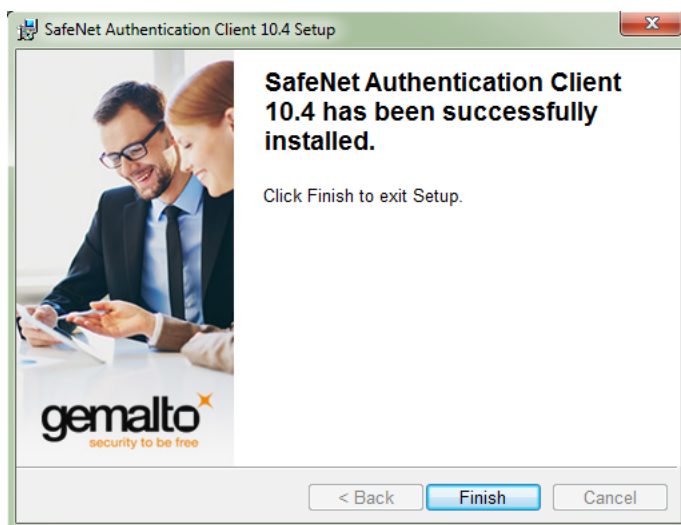 SafeNet Authentication Client 10.4 Setup
SafeNet Authentication Client
10.4 has been successfully
installed.
Click Finish to exit Setup.
gemalto
security to be free
< Back
Finish
Cancel